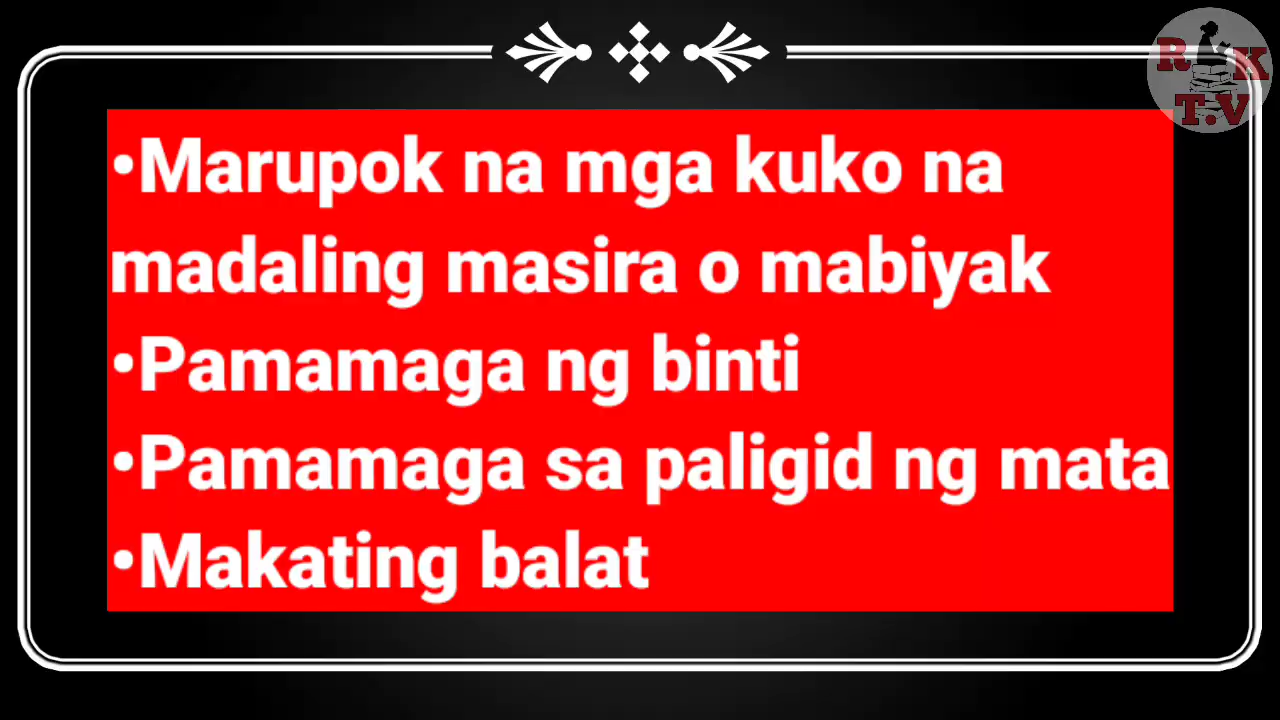 R K
T.V
•Marupok na mga kuko na
madaling masira o mabiyak
•Pamamaga ng binti
•Pamamaga sa paligid ng mata
•Makating balat